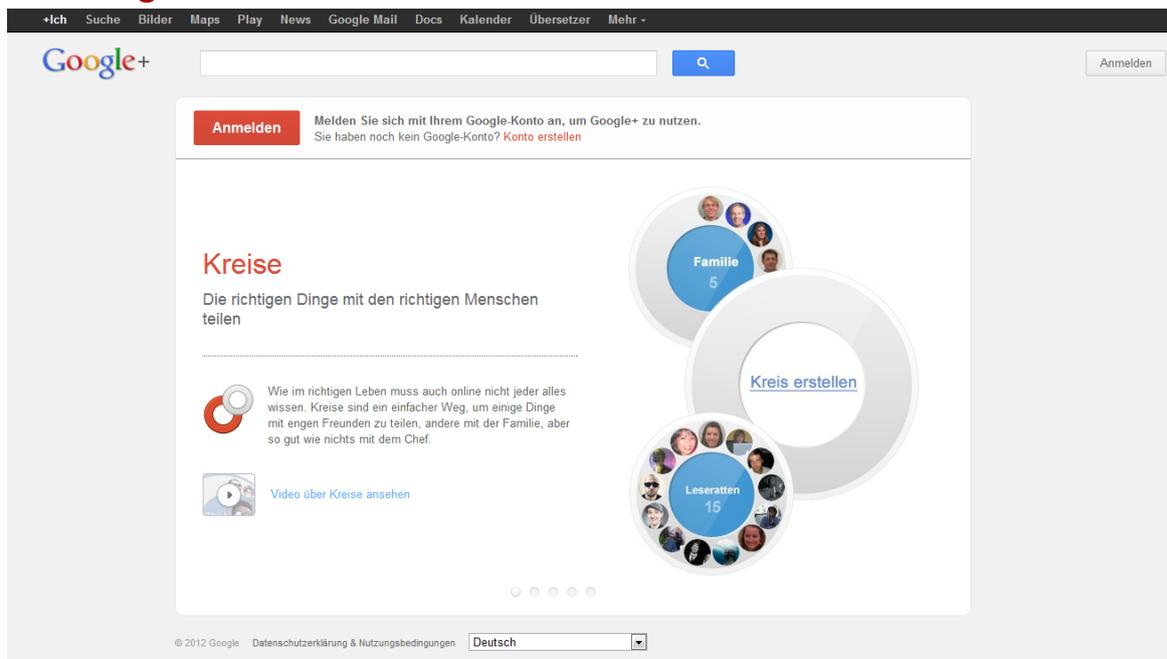 +Ich Suche Bilder Maps Play News Google Mail Docs Kalender Übersetzer Mehr
Google+
Anmelden
Anmelden
Melden Sie sich mit Ihrem Google-Konto an, um Google+ zu nutzen.
Sie haben noch kein Google-Konto? Konto erstellen
Kreise
Die richtigen Dinge mit den richtigen Menschen
teilen
Wie im richtigen Leben muss auch online nicht jeder alles
wissen. Kreise sind ein einfacher Weg, um einige Dinge
mit engen Freunden zu teilen, andere mit der Familie, aber
so gut wie nichts mit dem Chef.
Video über Kreise ansehen
Familie
5
Kreis erstellen
Leseratten
15
© 2012 Google Datenschutzerklärung & Nutzungsbedingungen Deutsch